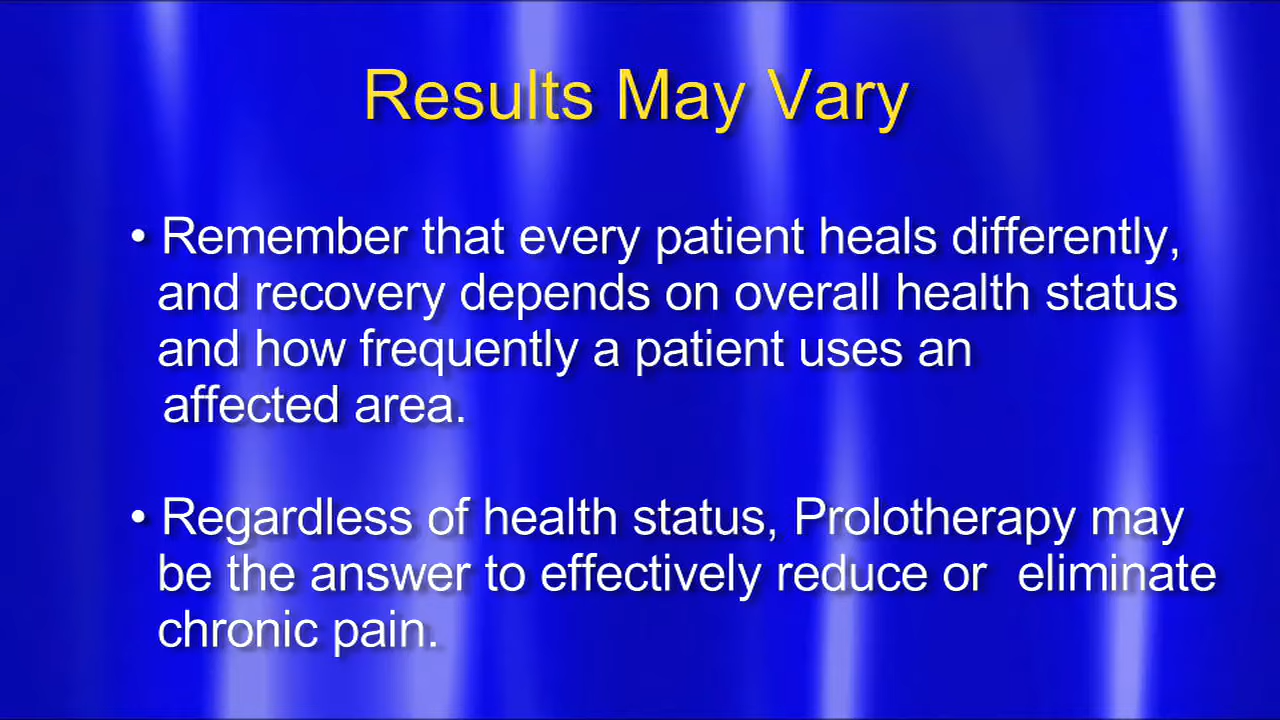 Results May Vary
• Remember that every patient heals differently,
and recovery depends on overall health status
and how frequently a patient uses an
affected area.
• Regardless of health status, Prolotherapy may
be the answer to effectively reduce or eliminate
chronic pain.